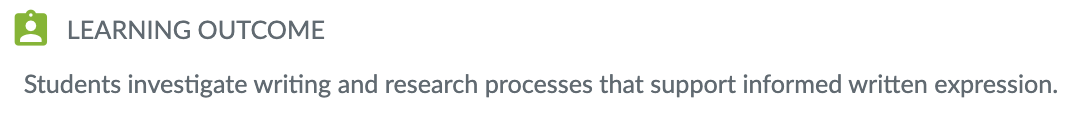 LEARNING OUTCOME
Students investigate writing and research processes that support informed written expression.